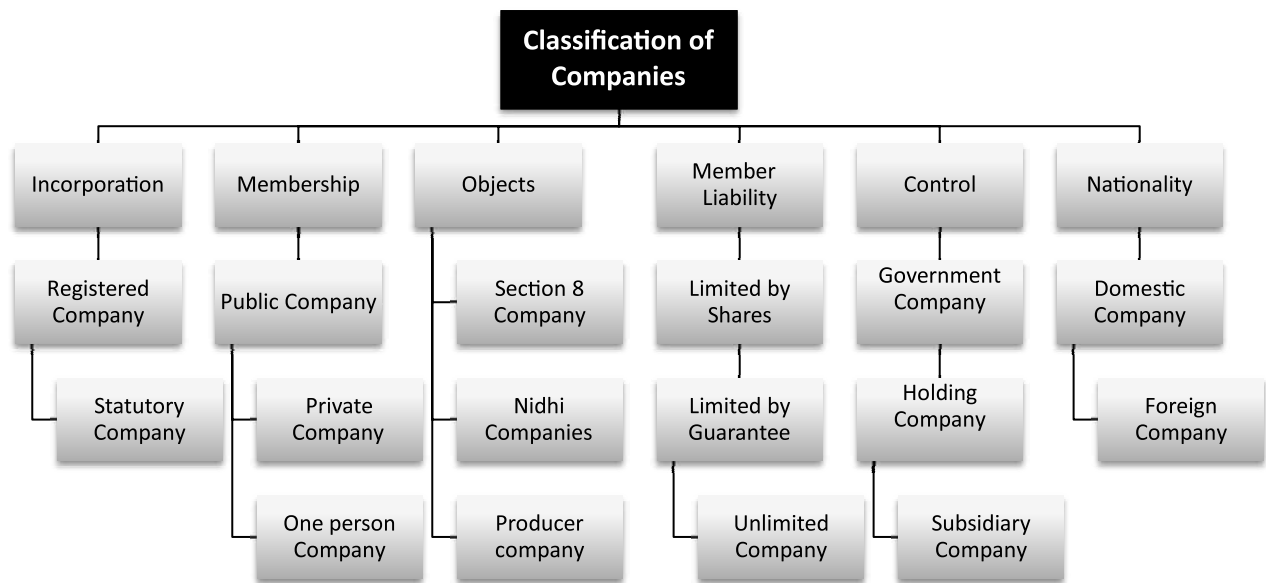 Classification of
Companies
Incorporation
Membership
Objects
Member
Liability
Control
Nationality
Registered
Company
Public Company
Section 8
Company
Limited by
Shares
Government
Company
Domestic
Company
Statutory
Company
Private
Company
Nidhi
Companies
Limited by
Guarantee
Holding
Company
Foreign
Company
One person
Company
Producer
company
Unlimited
Company
Subsidiary
Company